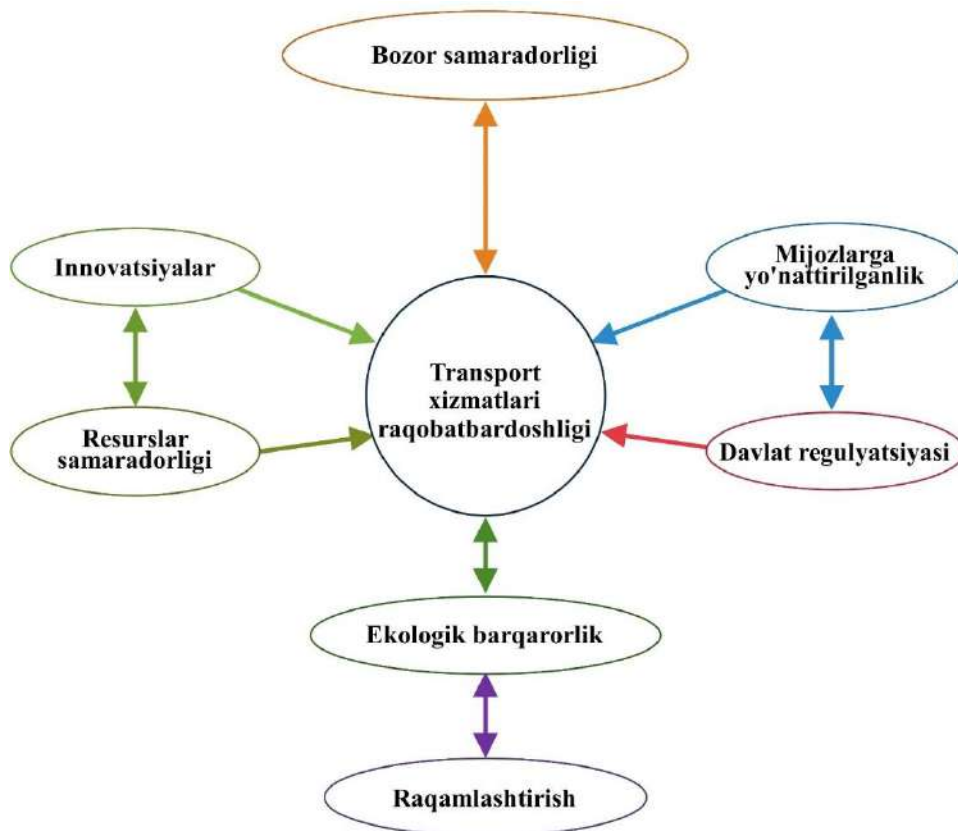 Bozor samaradorligi
Innovatsiyalar
Mijozlarga
yo'nattirilganlik
Transport
xizmatlari
raqobatbardoshligi
Resurslar
samaradorligi
Davlat regulyatsiyasi
Ekologik barqarorlik
Raqamlashtirish